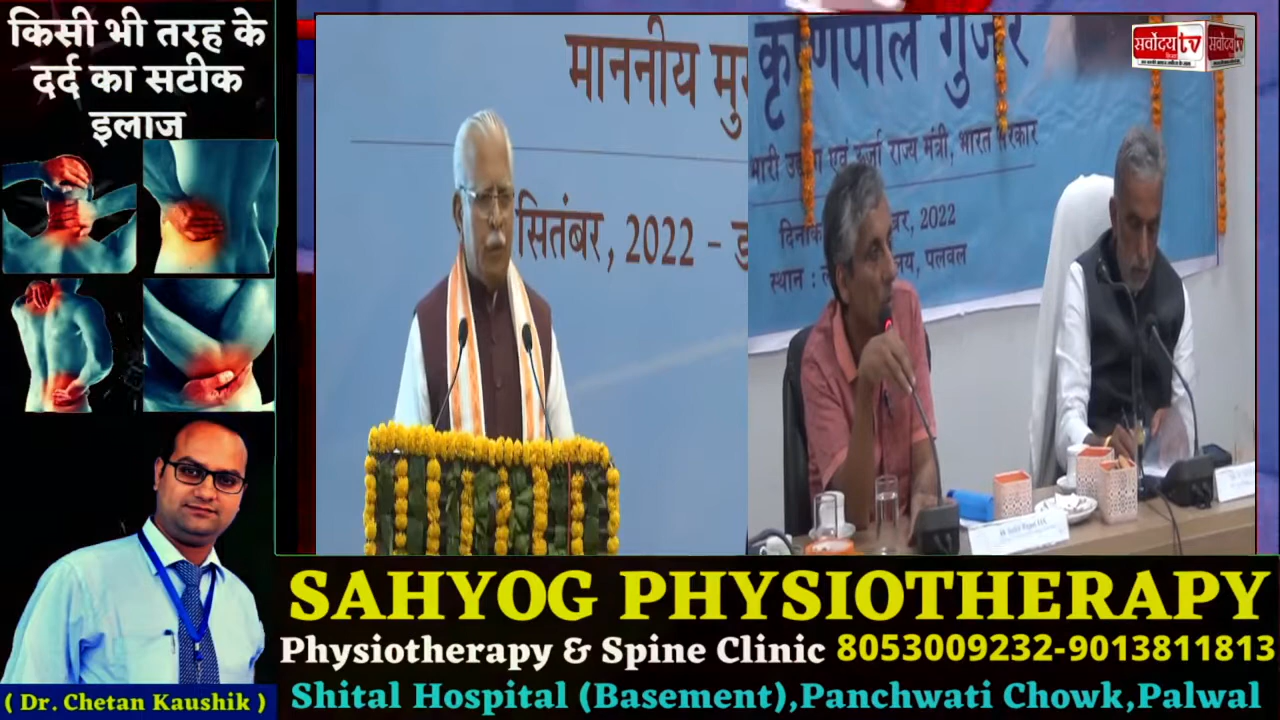 किसी भी तरह के
दर्द का सटीक
इलाज
माननीय
सितंबर, 2022 -
कृष्णपाल गुर्जर
एवं ऊर्जा राज्य मंत्री, भारत सरकार
2022
स्थान :
पलवल
सर्वोदय tv
SAHYOG PHYSIOTHERAPY
Physiotherapy & Spine Clinic 8053009232-9013811813
Shital Hospital (Basement),Panchwati Chowk,Palwal
( Dr. Chetan Kaushik )